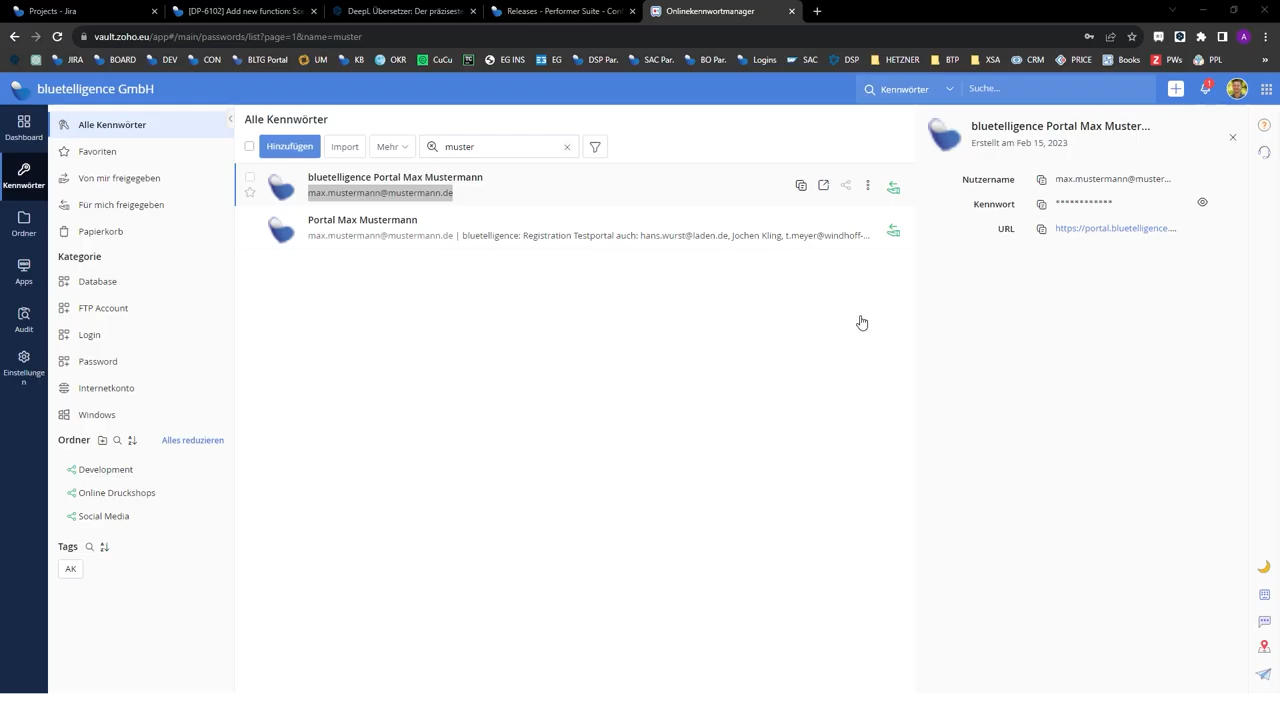 Projects - Jira
[DP-6102] Add new function: Sce
DeepL Übersetzer: Der präziseste
Releases - Performer Suite - Con
Onlinekennwortmanager
vault.zoho.eu/app#/main/passwords/list?page=1&name=muster
JIRA
BOARD
DEV
CON
BLTG Portal
UM
KB
OKR
CuCu
TC
EG INS
EG
DSP Par.
SAC Par.
BO Par.
Logins
SAC
DSP
HETZNER
BTP
XSA
CRM
PRICE
Books
PWs
PPL
bluetelligence GmbH
Kennwörter
Suche...
1
Dashboard
Kennwörter
Ordner
Apps
Audit
Einstellunge
n
Alle Kennwörter
Favoriten
Von mir freigegeben
Für mich freigegeben
Papierkorb
Kategorie
Database
FTP Account
Login
Password
Internetkonto
Windows
Ordner
Alles reduzieren
Development
Online Druckshops
Social Media
Tags
AK
Alle Kennwörter
Hinzufügen
Import
Mehr
muster
bluetelligence Portal Max Mustermann
max.mustermann@mustermann.de
Portal Max Mustermann
max.mustermann@mustermann.de | bluetelligence: Registration Testportal auch: hans.wurst@laden.de, Jochen Kling, t.meyer@windhoff-...
bluetelligence Portal Max Muster...
Erstellt am Feb 15, 2023
Nutzername
max.mustermann@muster...
Kennwort
************
URL
https://portal.bluetelligence....